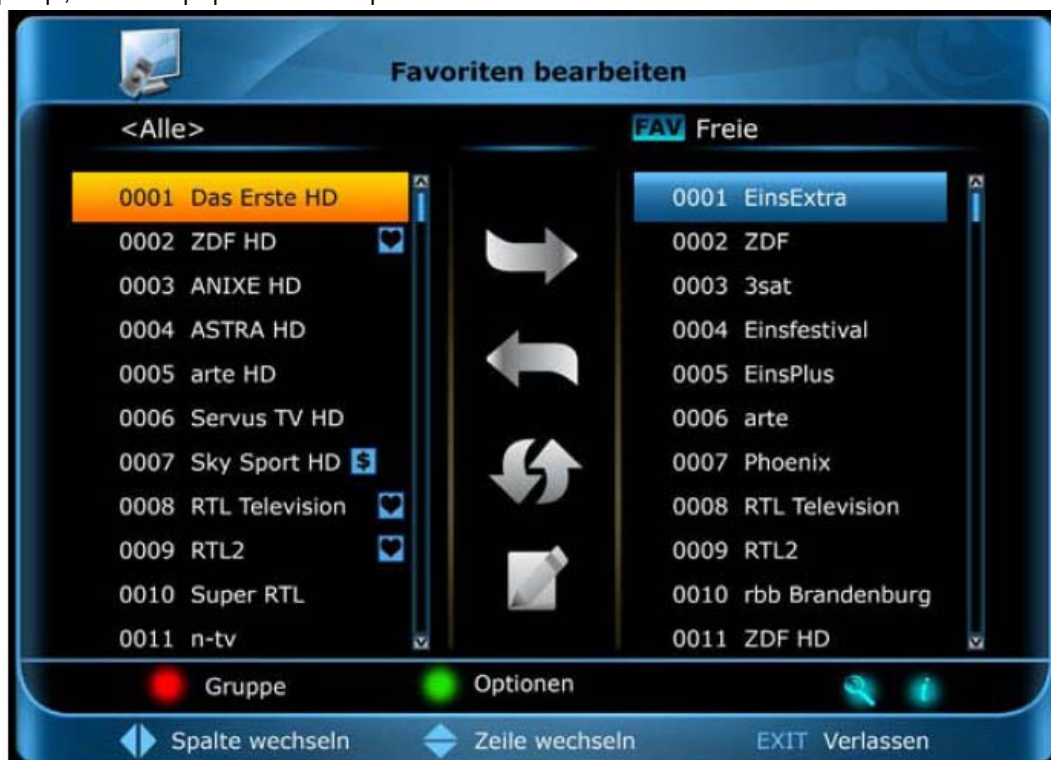 Favoriten bearbeiten
<Alle>
0001 Das Erste HD
0002 ZDF HD
0003 ANIXE HD
0004 ASTRA HD
0005 arte HD
0006 Servus TV HD
0007 Sky Sport HD $
0008 RTL Television
0009 RTL2
0010 Super RTL
0011 n-tv
FAV Freie
0001 EinsExtra
0002 ZDF
0003 3sat
0004 Einsfestival
0005 EinsPlus
0006 arte
0007 Phoenix
0008 RTL Television
0009 RTL2
0010 rbb Brandenburg
0011 ZDF HD
Gruppe
Optionen
i
Spalte wechseln
Zeile wechseln
EXIT Verlassen